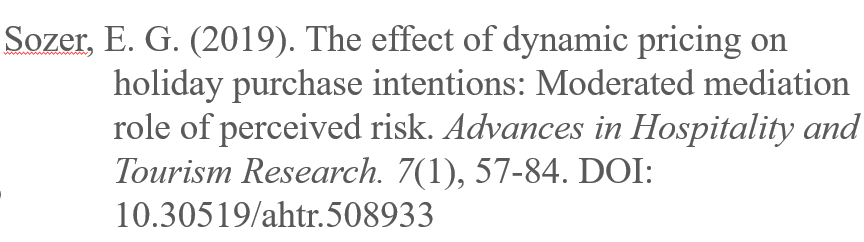 Sozer, E. G. (2019). The effect of dynamic pricing on
holiday purchase intentions: Moderated mediation
role of perceived risk. Advances in Hospitality and
Tourism Research. 7(1), 57-84. DOI:
10.30519/ahtr.508933